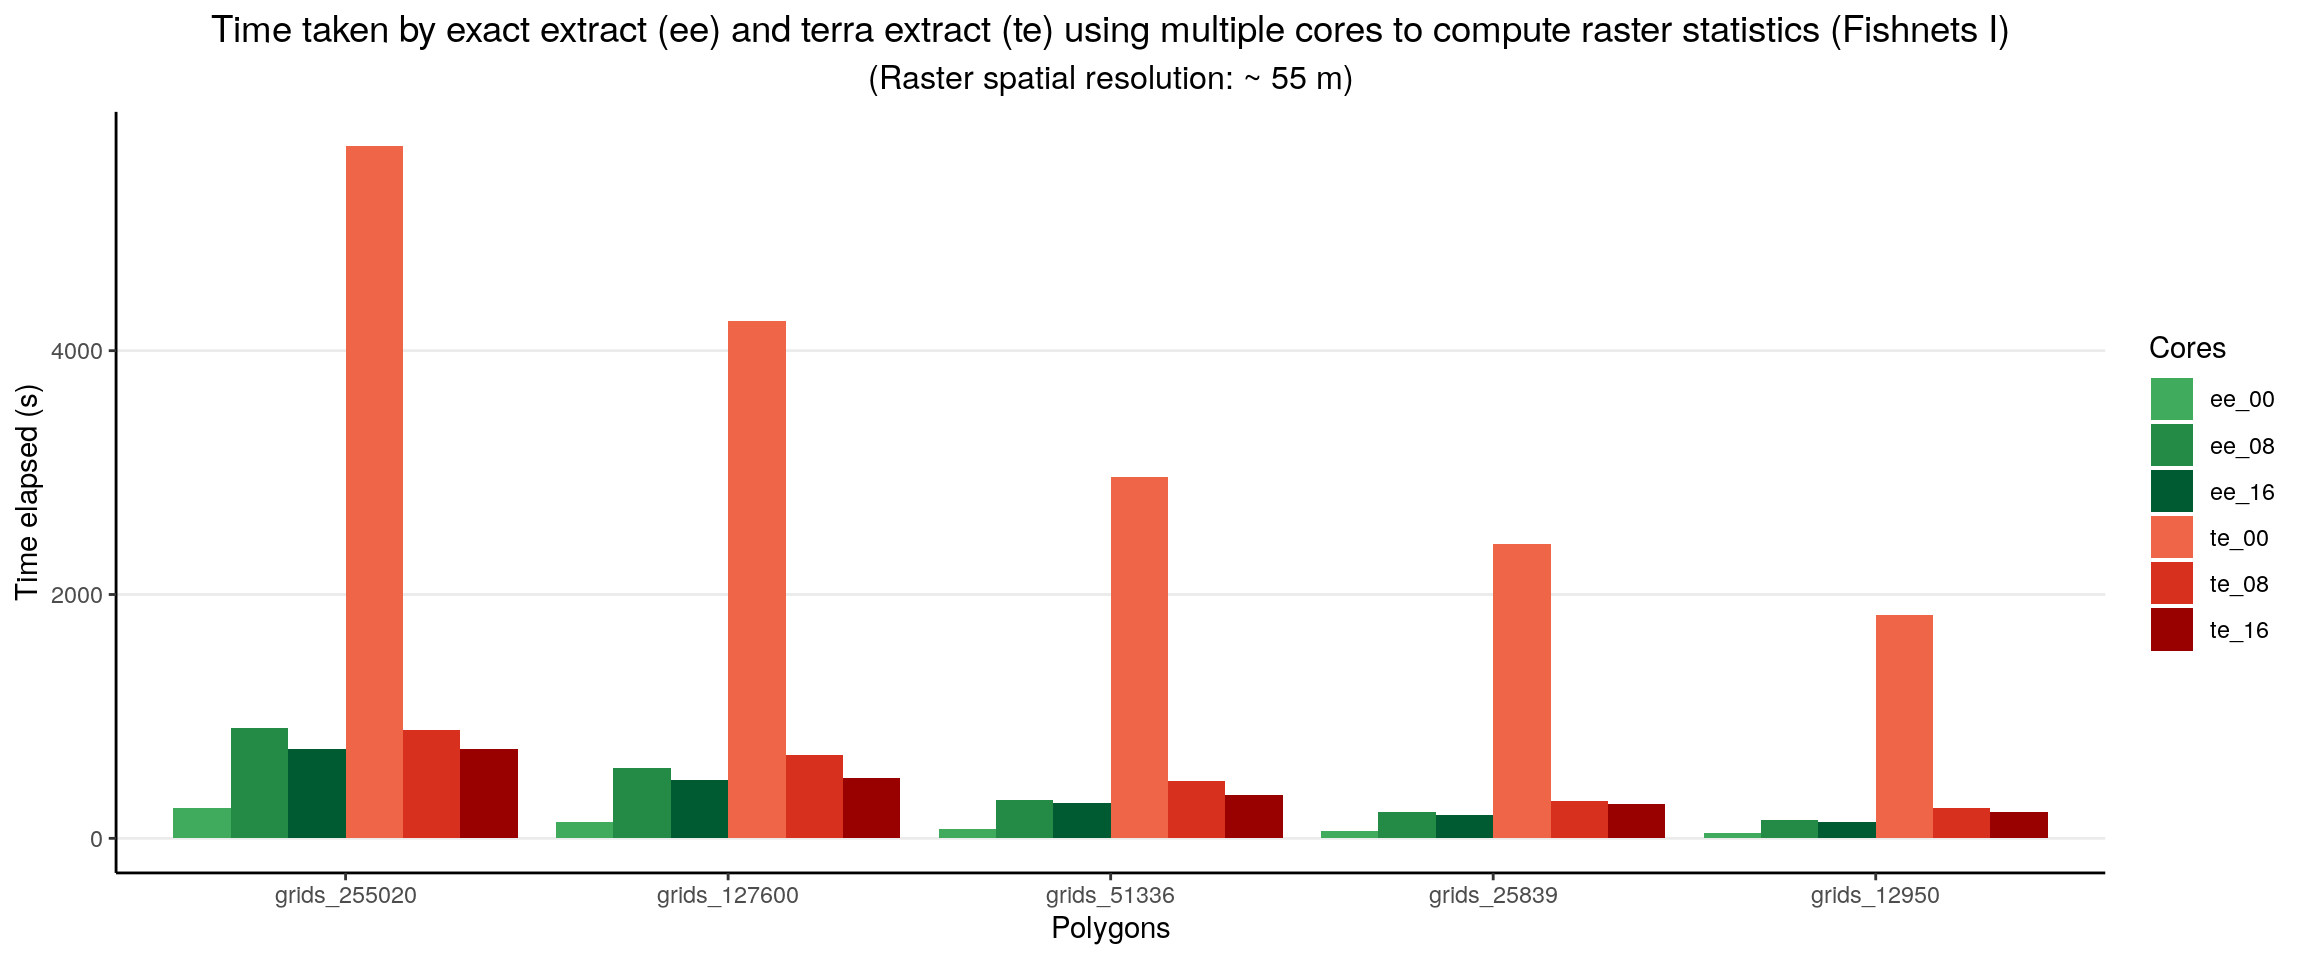 Time taken by exact extract (ee) and terra extract (te) using multiple cores to compute raster statistics (Fishnets I)
(Raster spatial resolution: ~ 55 m)
Time elapsed (s)
4000
2000
0
grids_255020
grids_127600
grids_51336
grids_25839
grids_12950
Polygons
Cores
ee_00
ee_08
ee_16
te_00
te_08
te_16